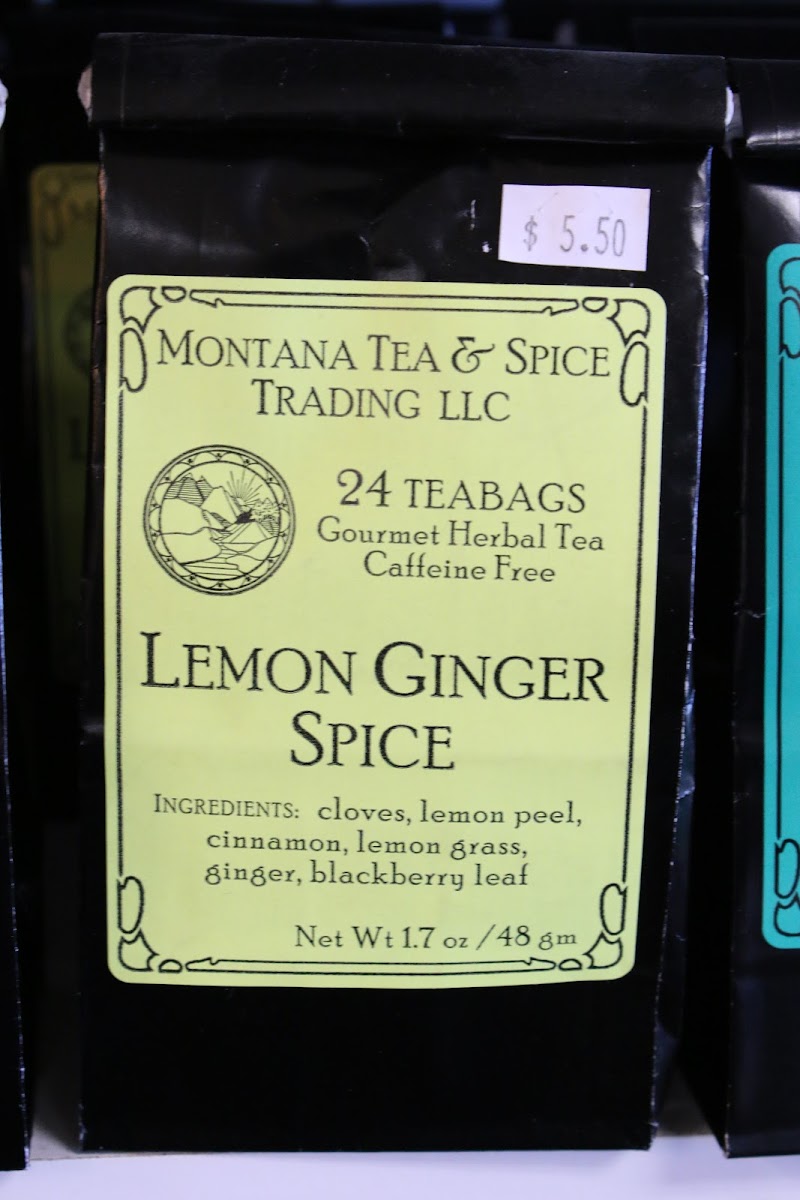 $ 5.50
MONTANA TEA & SPICE
TRADING LLC
24 TEABAGS
Gourmet Herbal Tea
Caffeine Free
LEMON GINGER
SPICE
INGREDIENTS: cloves, lemon peel,
cinnamon, lemon grass,
ginger, blackberry leaf
Net Wt 1.7 oz / 48 gm